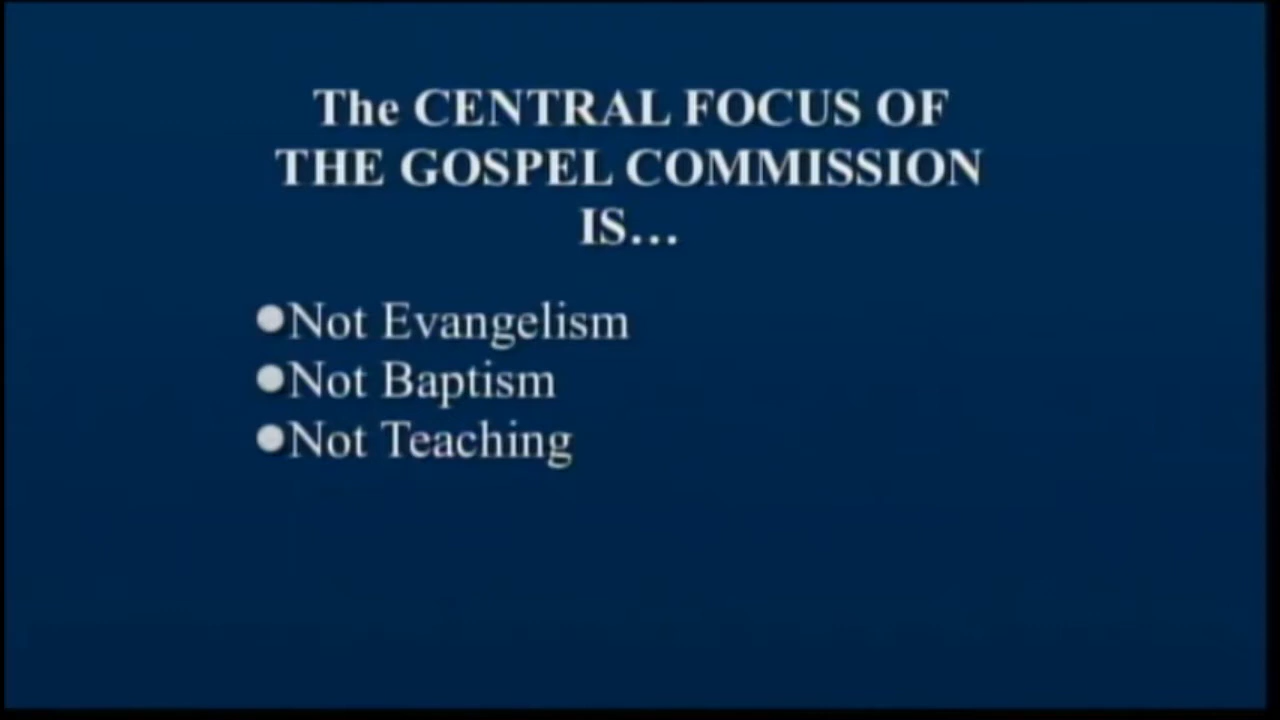 The CENTRAL FOCUS OF
THE GOSPEL COMMISSION
IS...
●Not Evangelism
●Not Baptism
●Not Teaching